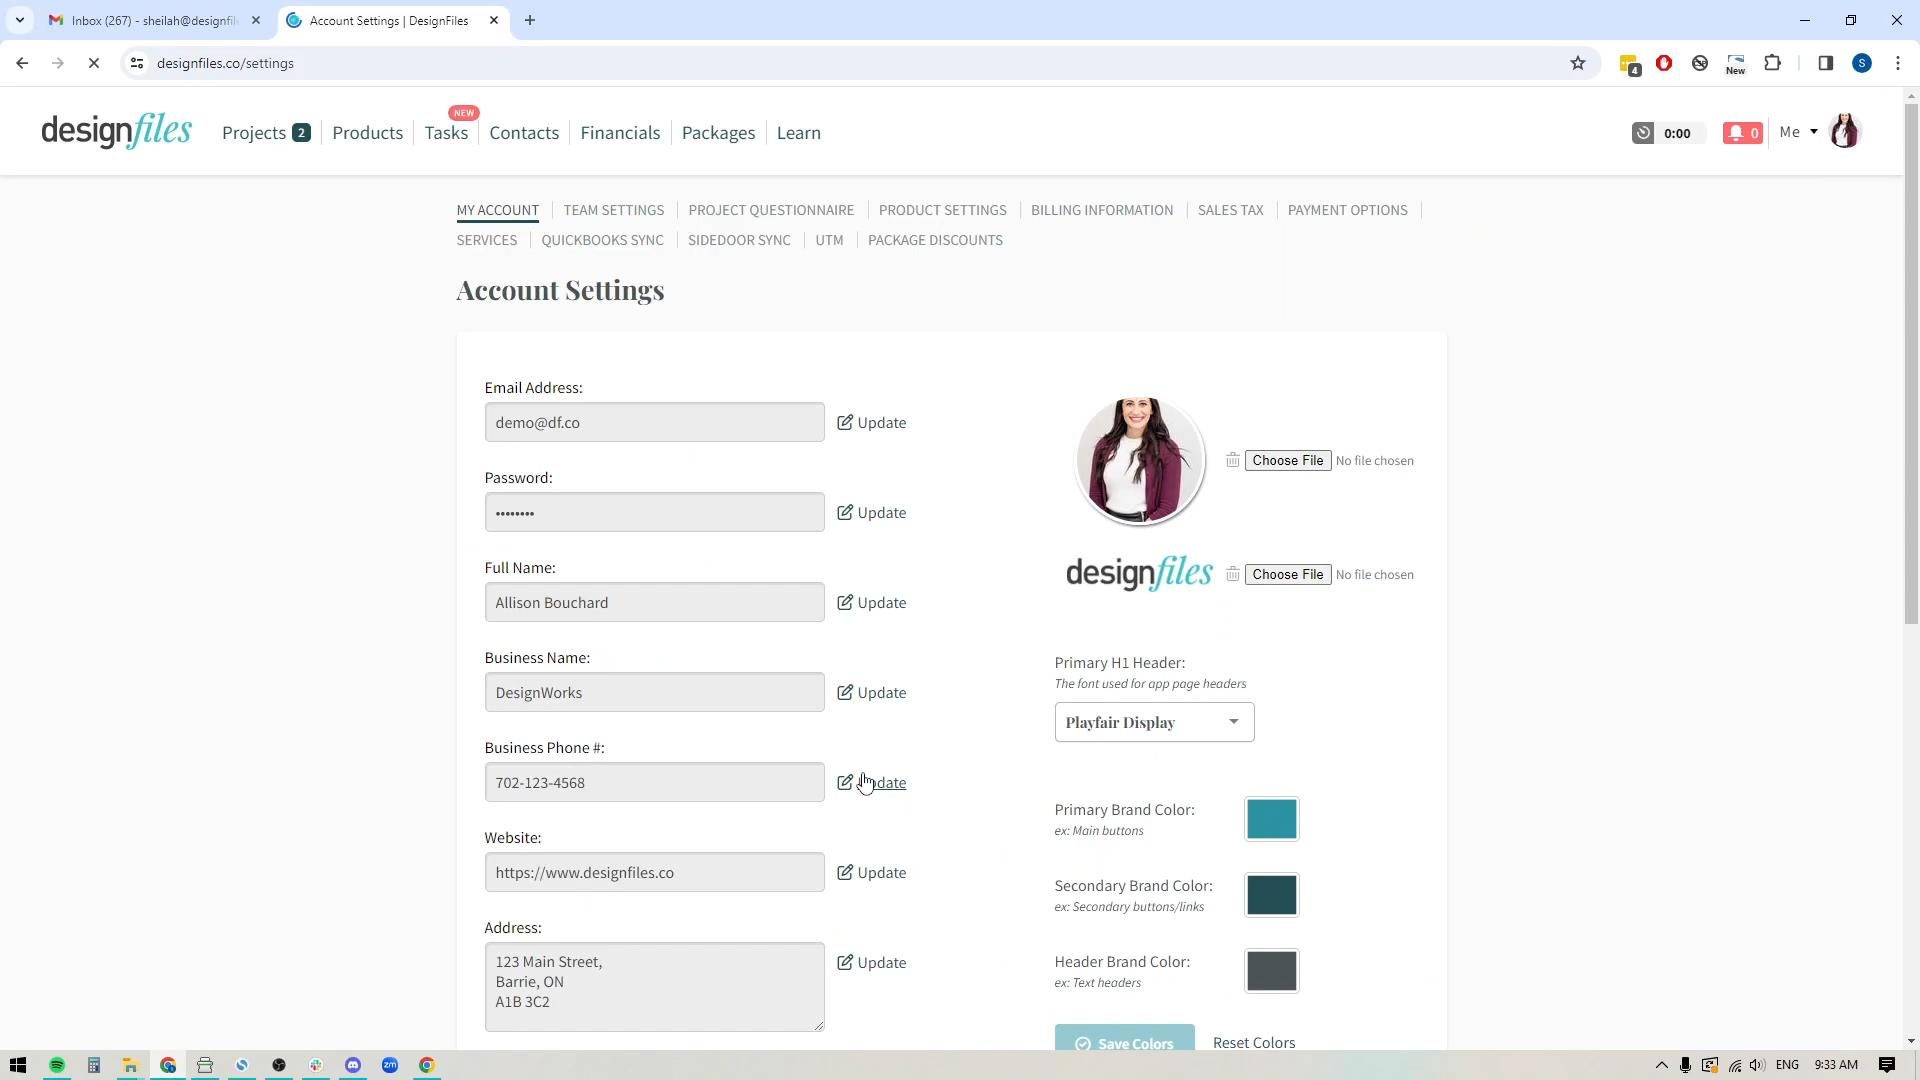 Inbox (267) - sheilah@designfil
Account Settings | DesignFiles
designfiles.co/settings
4
New
S
designfiles
Projects 2
Products
Tasks
NEW
Contacts
Financials
Packages
Learn
0:00
0
Me
MY ACCOUNT
TEAM SETTINGS
PROJECT QUESTIONNAIRE
PRODUCT SETTINGS
BILLING INFORMATION
SALES TAX
PAYMENT OPTIONS
SERVICES
QUICKBOOKS SYNC
SIDEDOOR SYNC
UTM
PACKAGE DISCOUNTS
Account Settings
Email Address:
demo@df.co
Update
Password:
••••••••
Update
Full Name:
Allison Bouchard
Update
Business Name:
DesignWorks
Update
Business Phone #:
702-123-4568
Update
Website:
https://www.designfiles.co
Update
Address:
123 Main Street,
Barrie, ON
A1B 3C2
Update
Choose File No file chosen
designfiles
Choose File No file chosen
Primary H1 Header:
The font used for app page headers
Playfair Display
Primary Brand Color:
ex: Main buttons
Secondary Brand Color:
ex: Secondary buttons/links
Header Brand Color:
ex: Text headers
Save Colors
Reset Colors
zm
ENG
9:33 AM